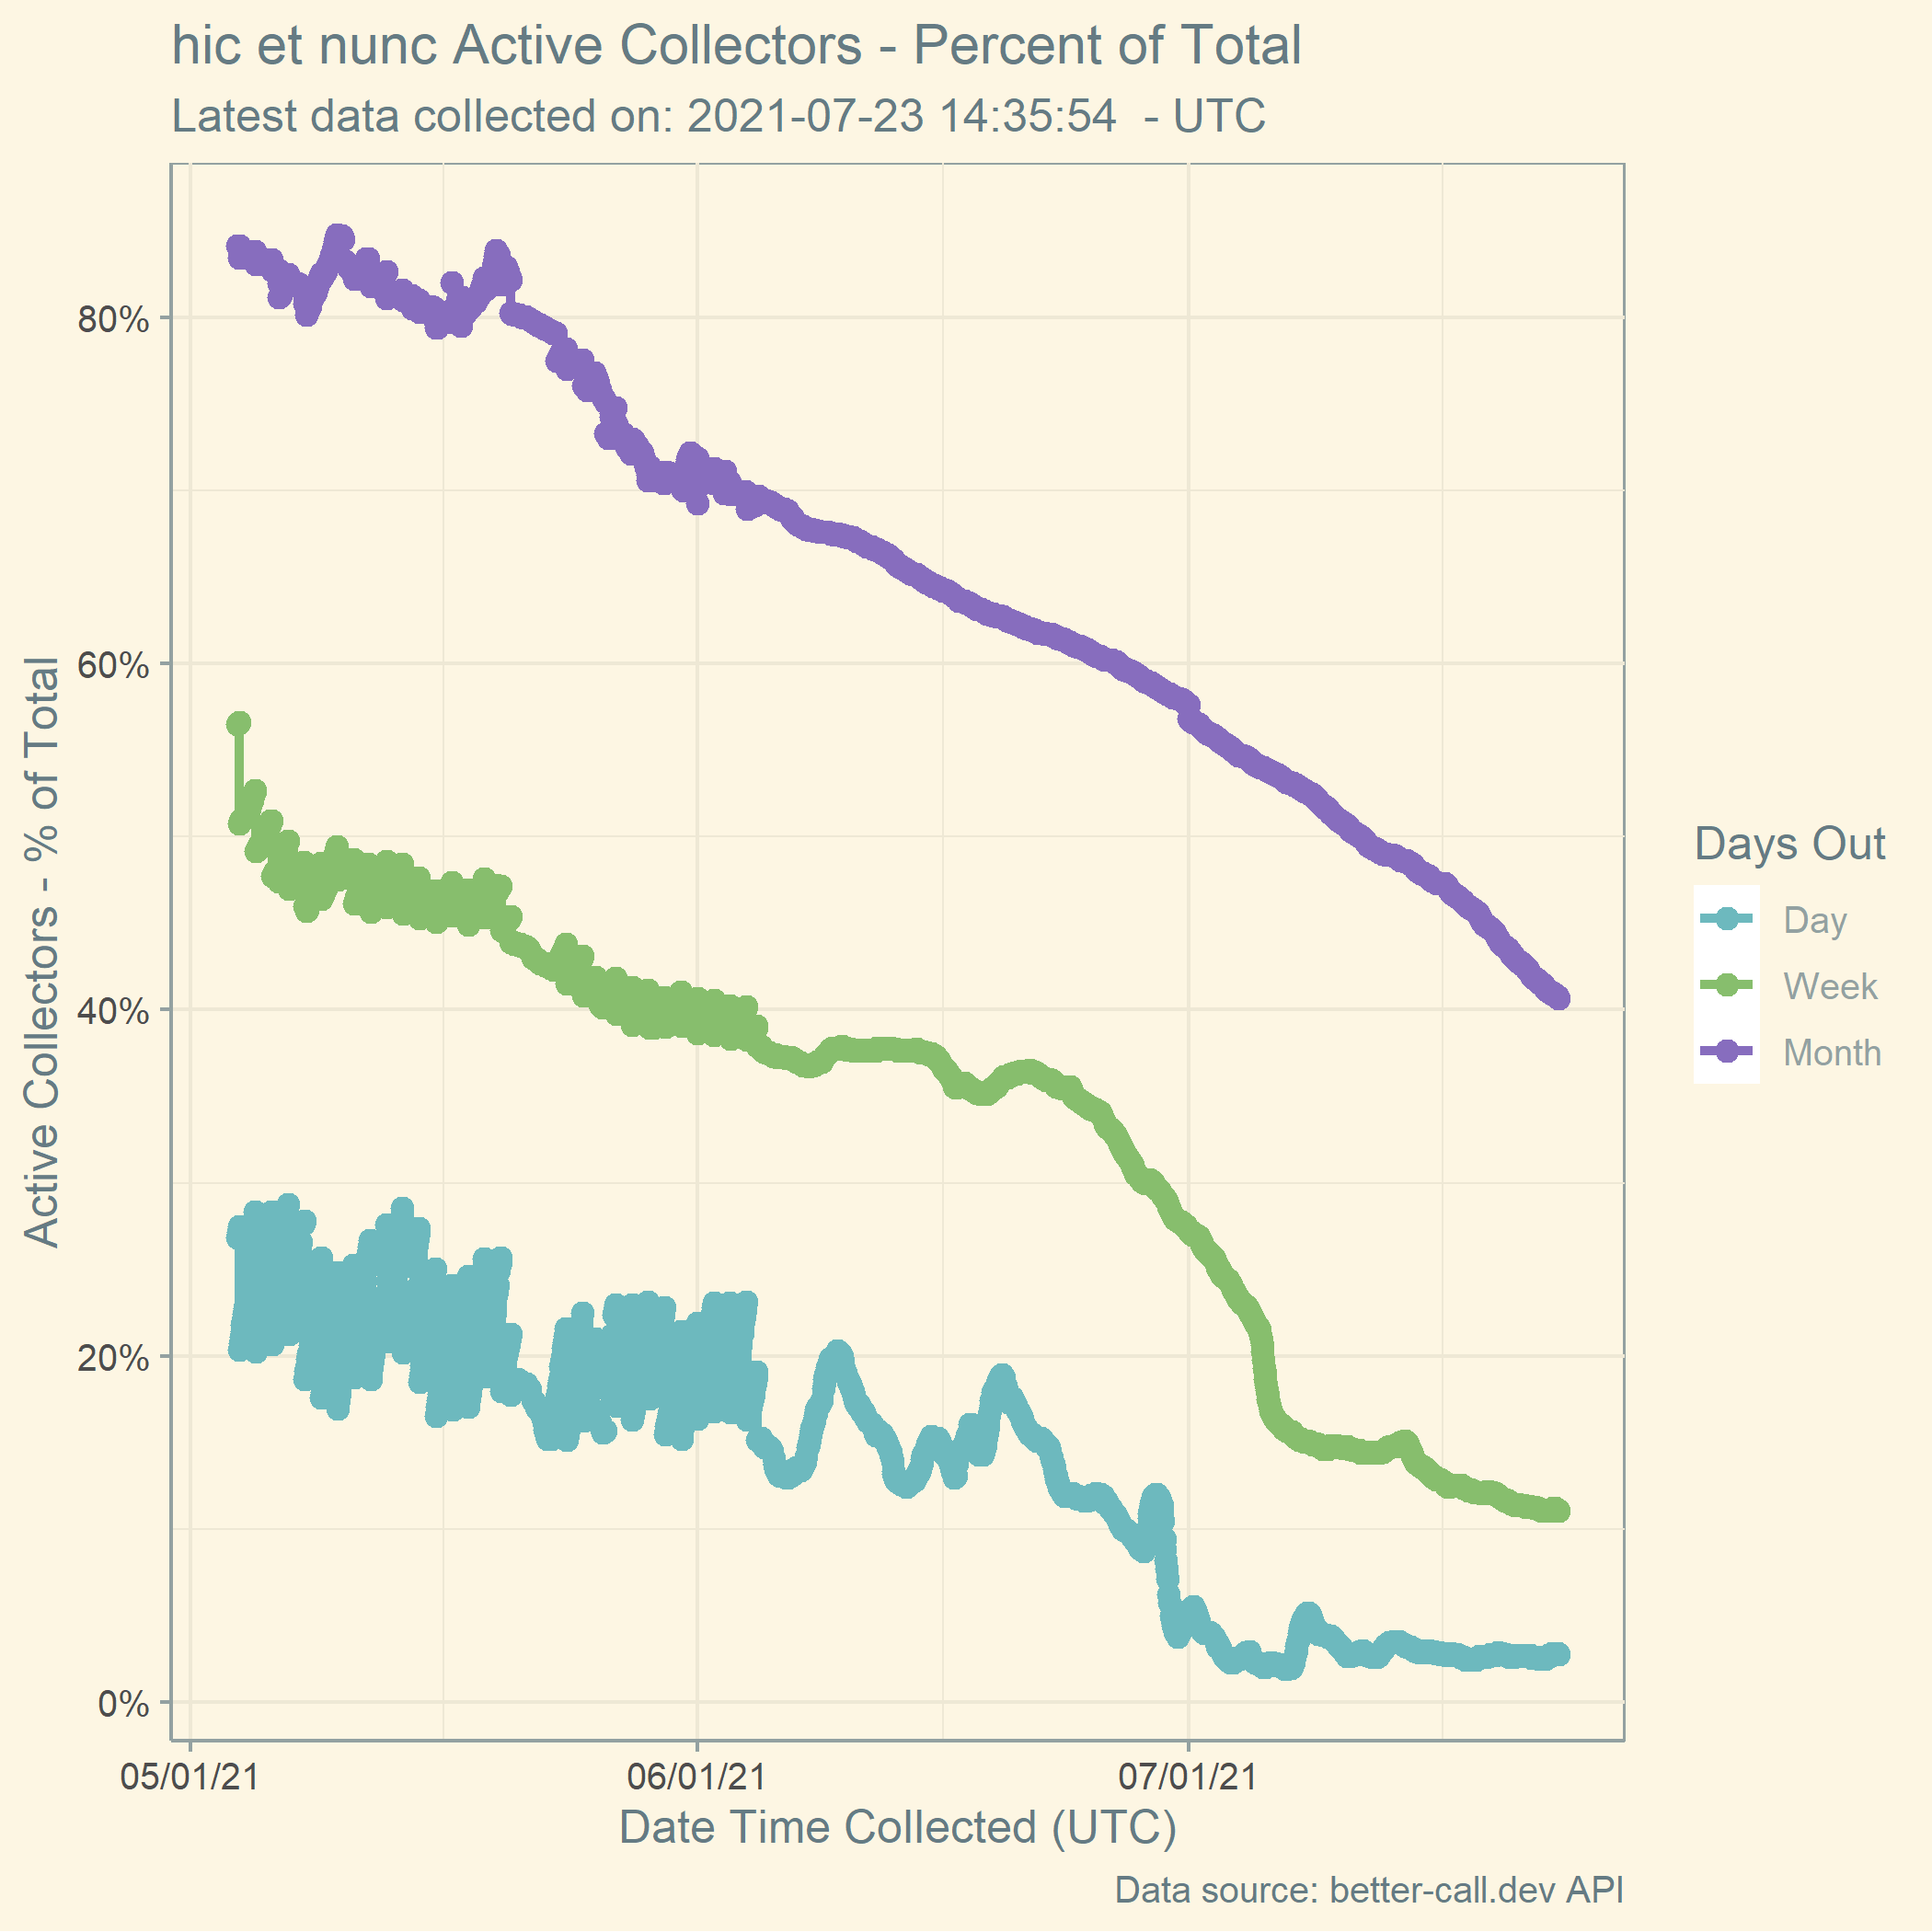 hic et nunc Active Collectors - Percent of Total
Latest data collected on: 2021-07-23 14:35:54  - UTC
Active Collectors - % of Total
80%
60%
40%
20%
0%
05/01/21
06/01/21
07/01/21
Date Time Collected (UTC)
Days Out
Day
Week
Month
Data source: better-call.dev API